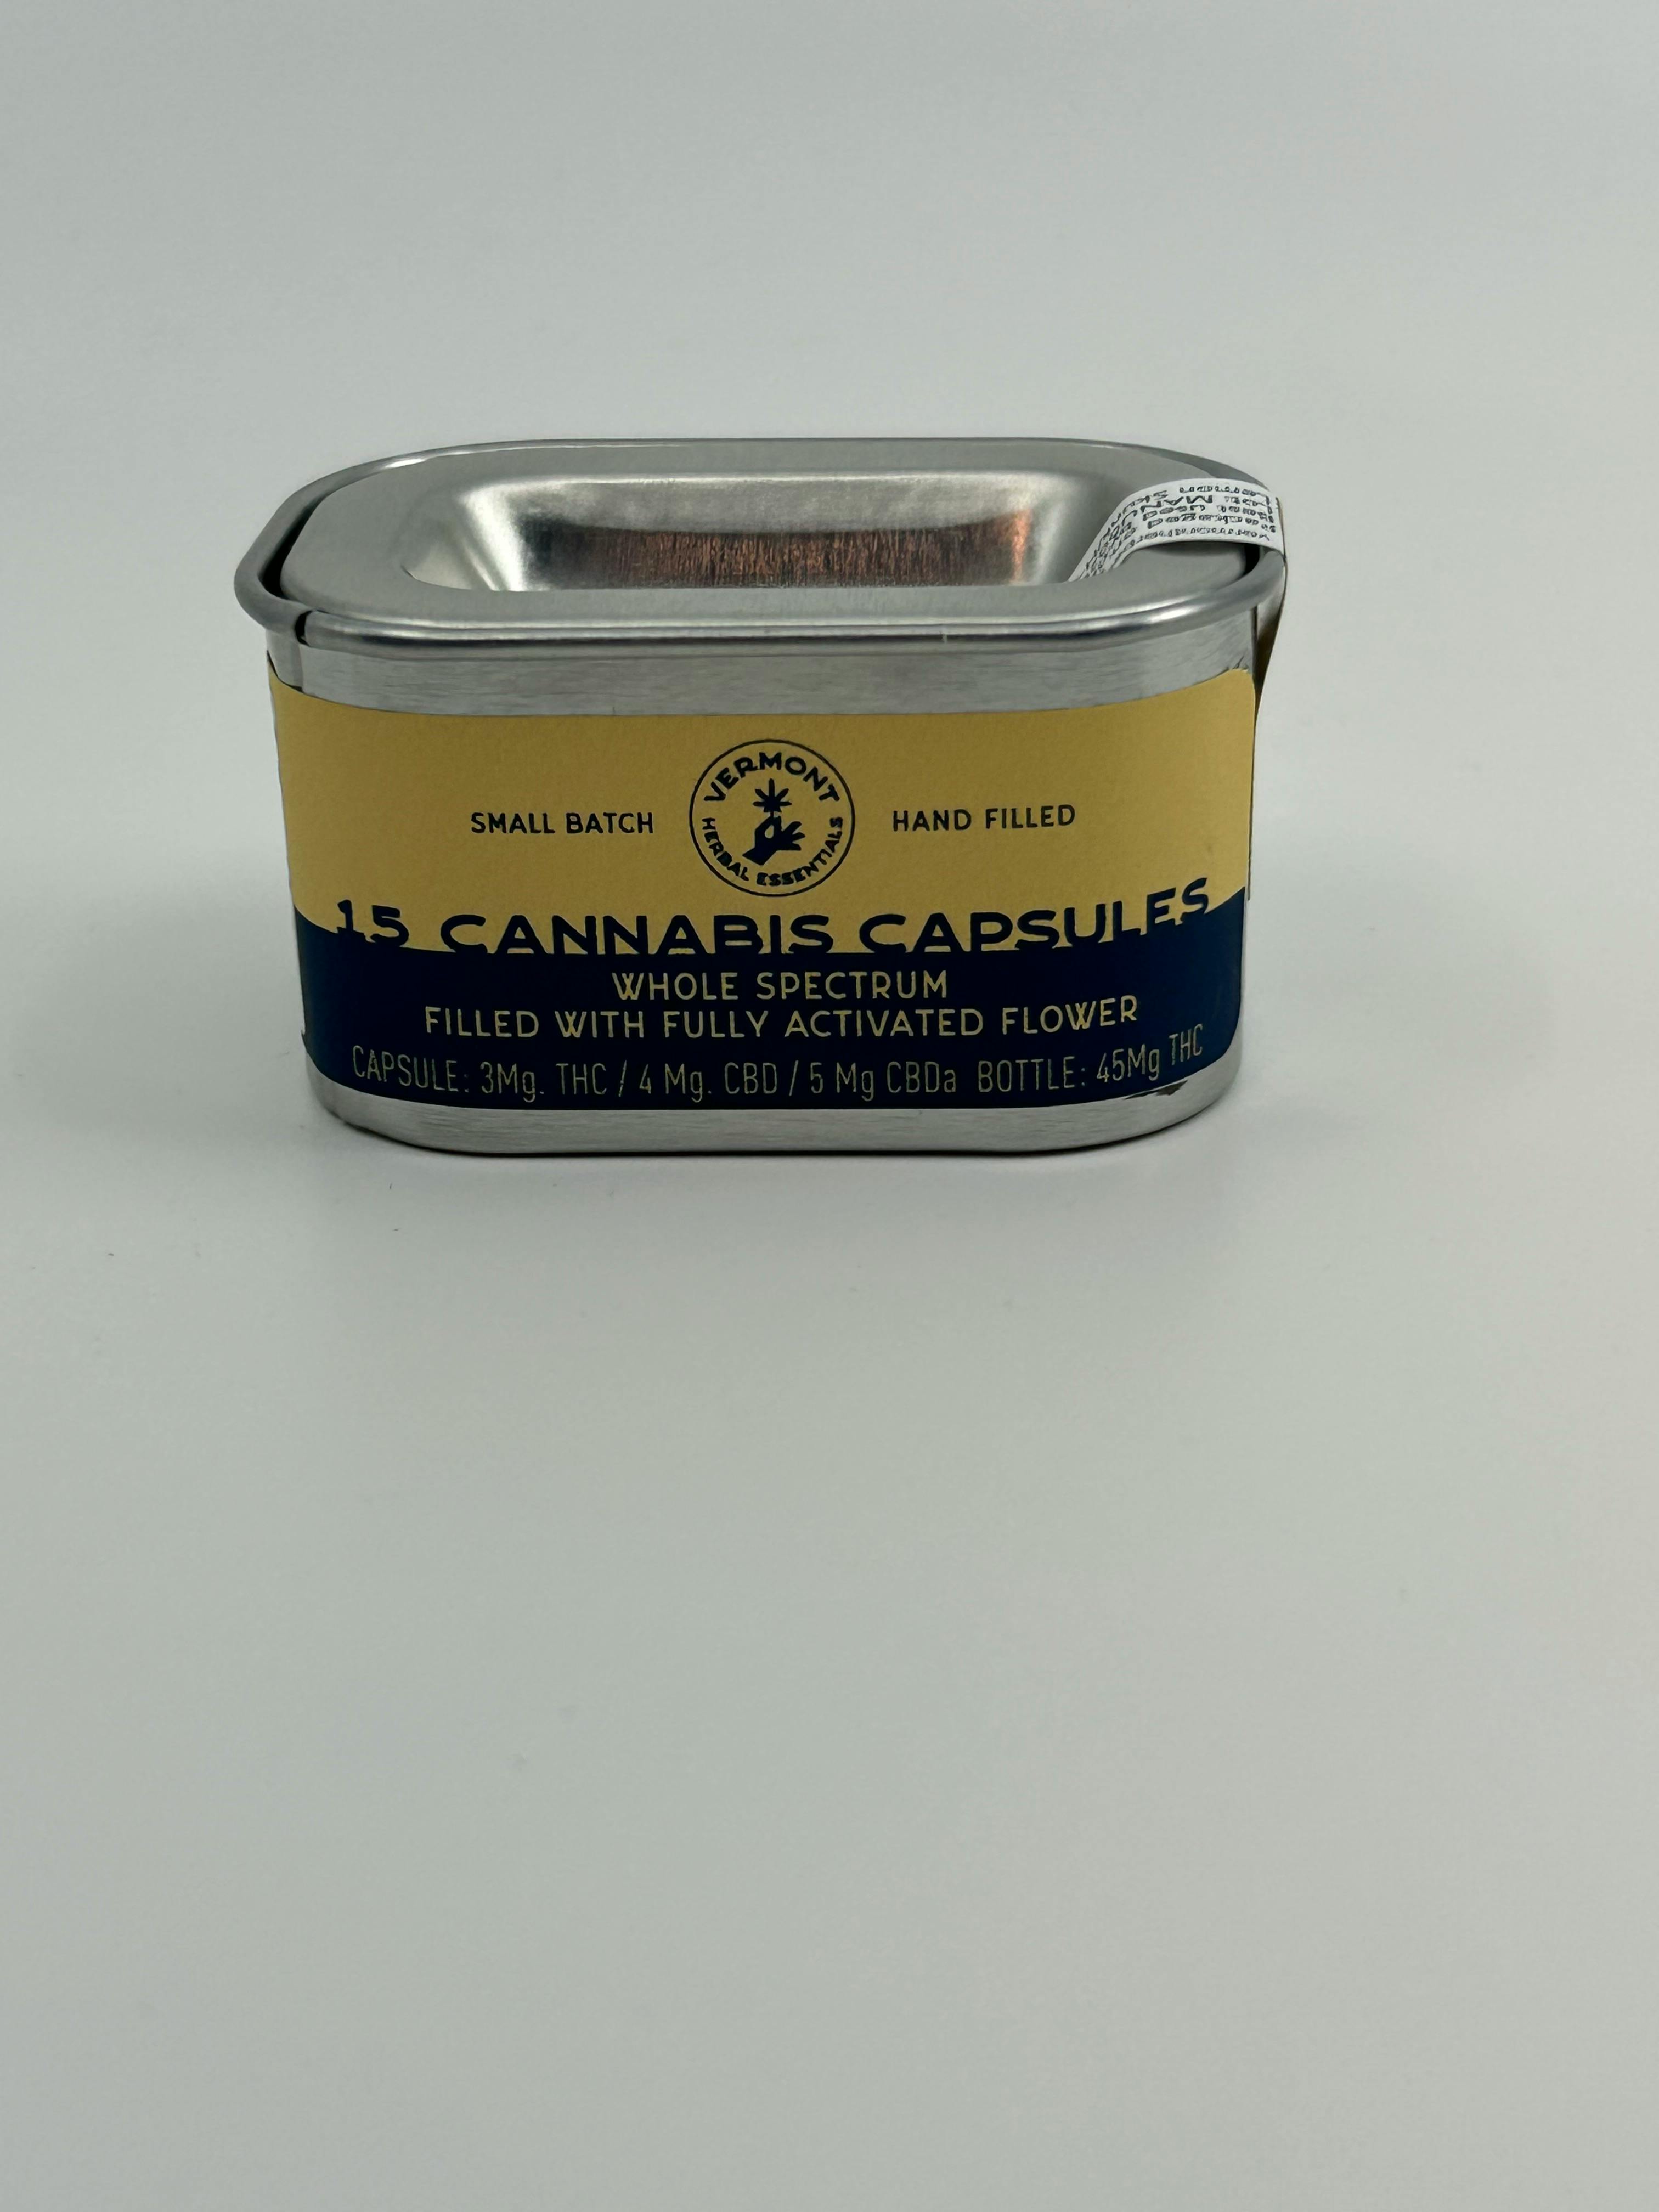 SMALL BATCH
VERMONT
HERBAL ESSENTIALS
HAND FILLED
15 CANNABIS CAPSULES
WHOLE SPECTRUM
FILLED WITH FULLY ACTIVATED FLOWER
CAPSULE: 3Mg. THC / 4 Mg. CBD / 5 Mg CBDa BOTTLE: 45Mg THC